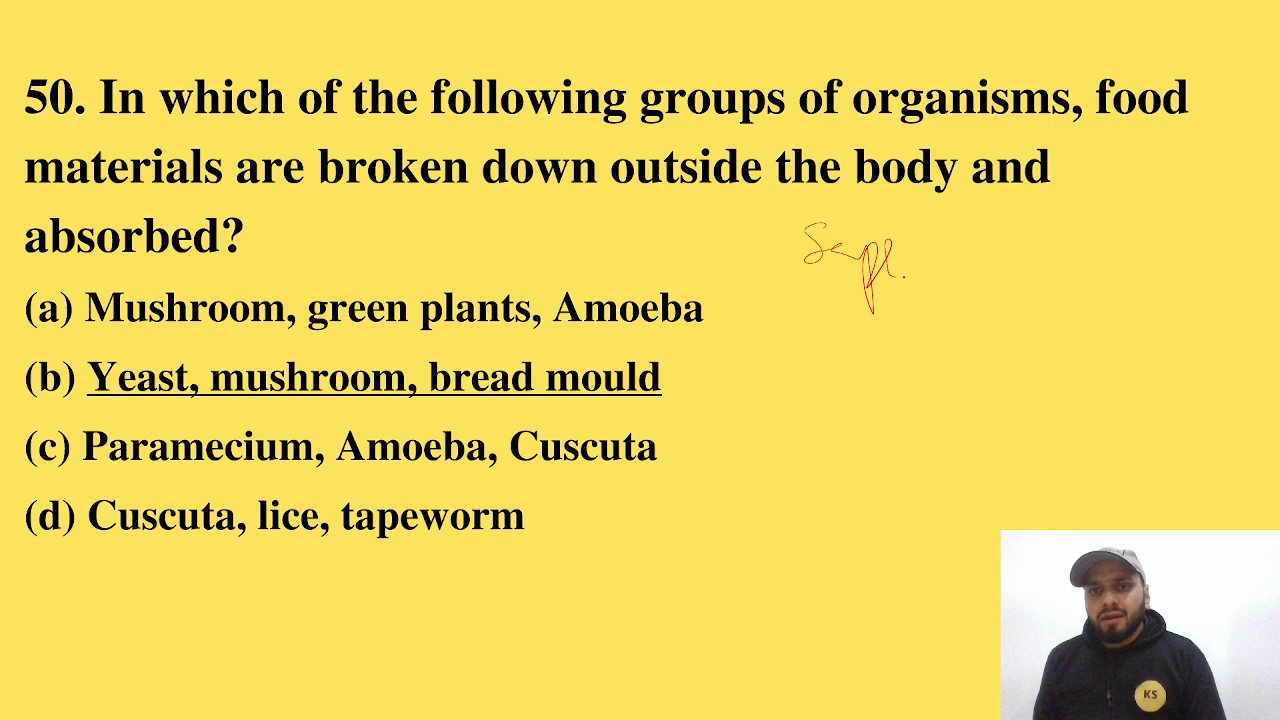 50. In which of the following groups of organisms, food
materials are broken down outside the body and
absorbed?
(a) Mushroom, green plants, Amoeba
(b) Yeast, mushroom, bread mould
(c) Paramecium, Amoeba, Cuscuta
(d) Cuscuta, lice, tapeworm
KS